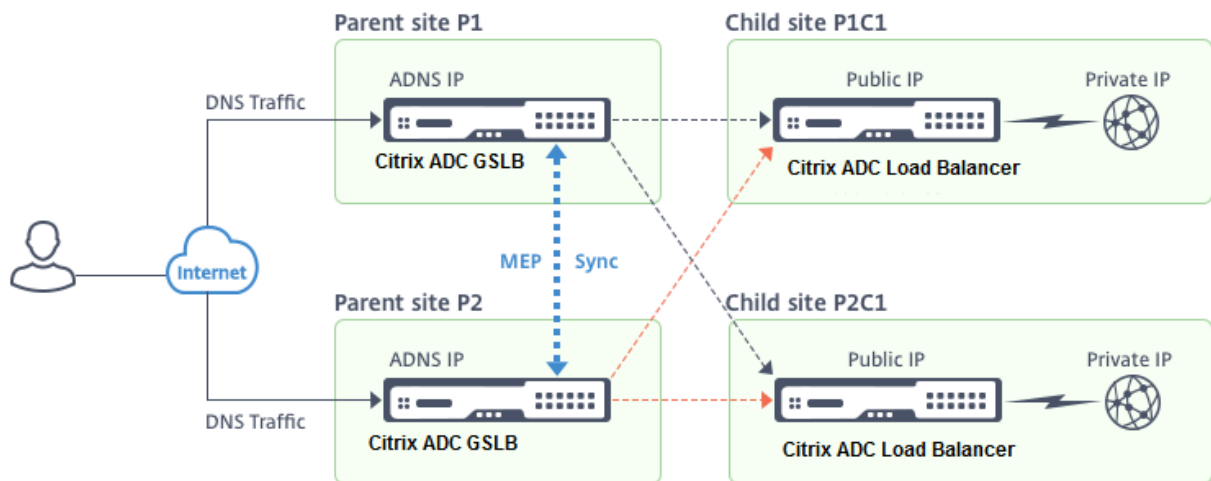 Parent site P1
Child site P1C1
ADNS IP
Public IP
Private IP
DNS Traffic
Citrix ADC GSLB
Citrix ADC Load Balancer
Internet
MEP Sync
Parent site P2
Child site P2C1
ADNS IP
Public IP
Private IP
DNS Traffic
Citrix ADC GSLB
Citrix ADC Load Balancer